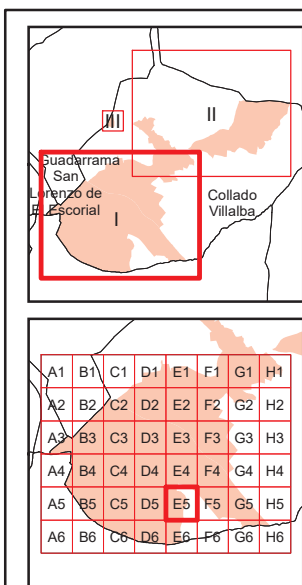 II
III
Guadarrama
San
Lorenzo de
El Escorial
I
Collado
Villalba
A1 B1 C1 D1 E1 F1 G1 H1
A2 B2 C2 D2 E2 F2 G2 H2
A3 B3 C3 D3 E3 F3 G3 H3
A4 B4 C4 D4 E4 F4 G4 H4
A5 B5 C5 D5 E5 F5 G5 H5
A6 B6 C6 D6 E6 F6 G6 H6